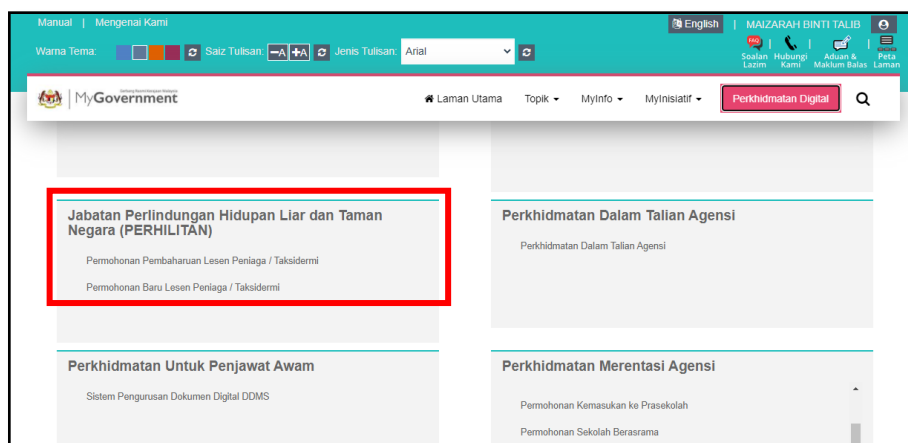 Manual | Mengenai Kami
English | MAIZARAH BINTI TALIB
Warna Tema: Saiz Tulisan: -A +A Jenis Tulisan: Arial
FAQ
Soalan Lazim | Hubungi Kami | Aduan & Maklum Balas
Peta Laman
MyGovernment
Laman Utama Topik MyInfo MyInisiatif Perkhidmatan Digital
Jabatan Perlindungan Hidupan Liar dan Taman
Negara (PERHILITAN)
Permohonan Pembaharuan Lesen Peniaga / Taksidermi
Permohonan Baru Lesen Peniaga / Taksidermi
Perkhidmatan Dalam Talian Agensi
Perkhidmatan Dalam Talian Agensi
Perkhidmatan Untuk Penjawat Awam
Sistem Pengurusan Dokumen Digital DDMS
Perkhidmatan Merentasi Agensi
Permohonan Kemasukan ke Prasekolah
Permohonan Sekolah Berasrama